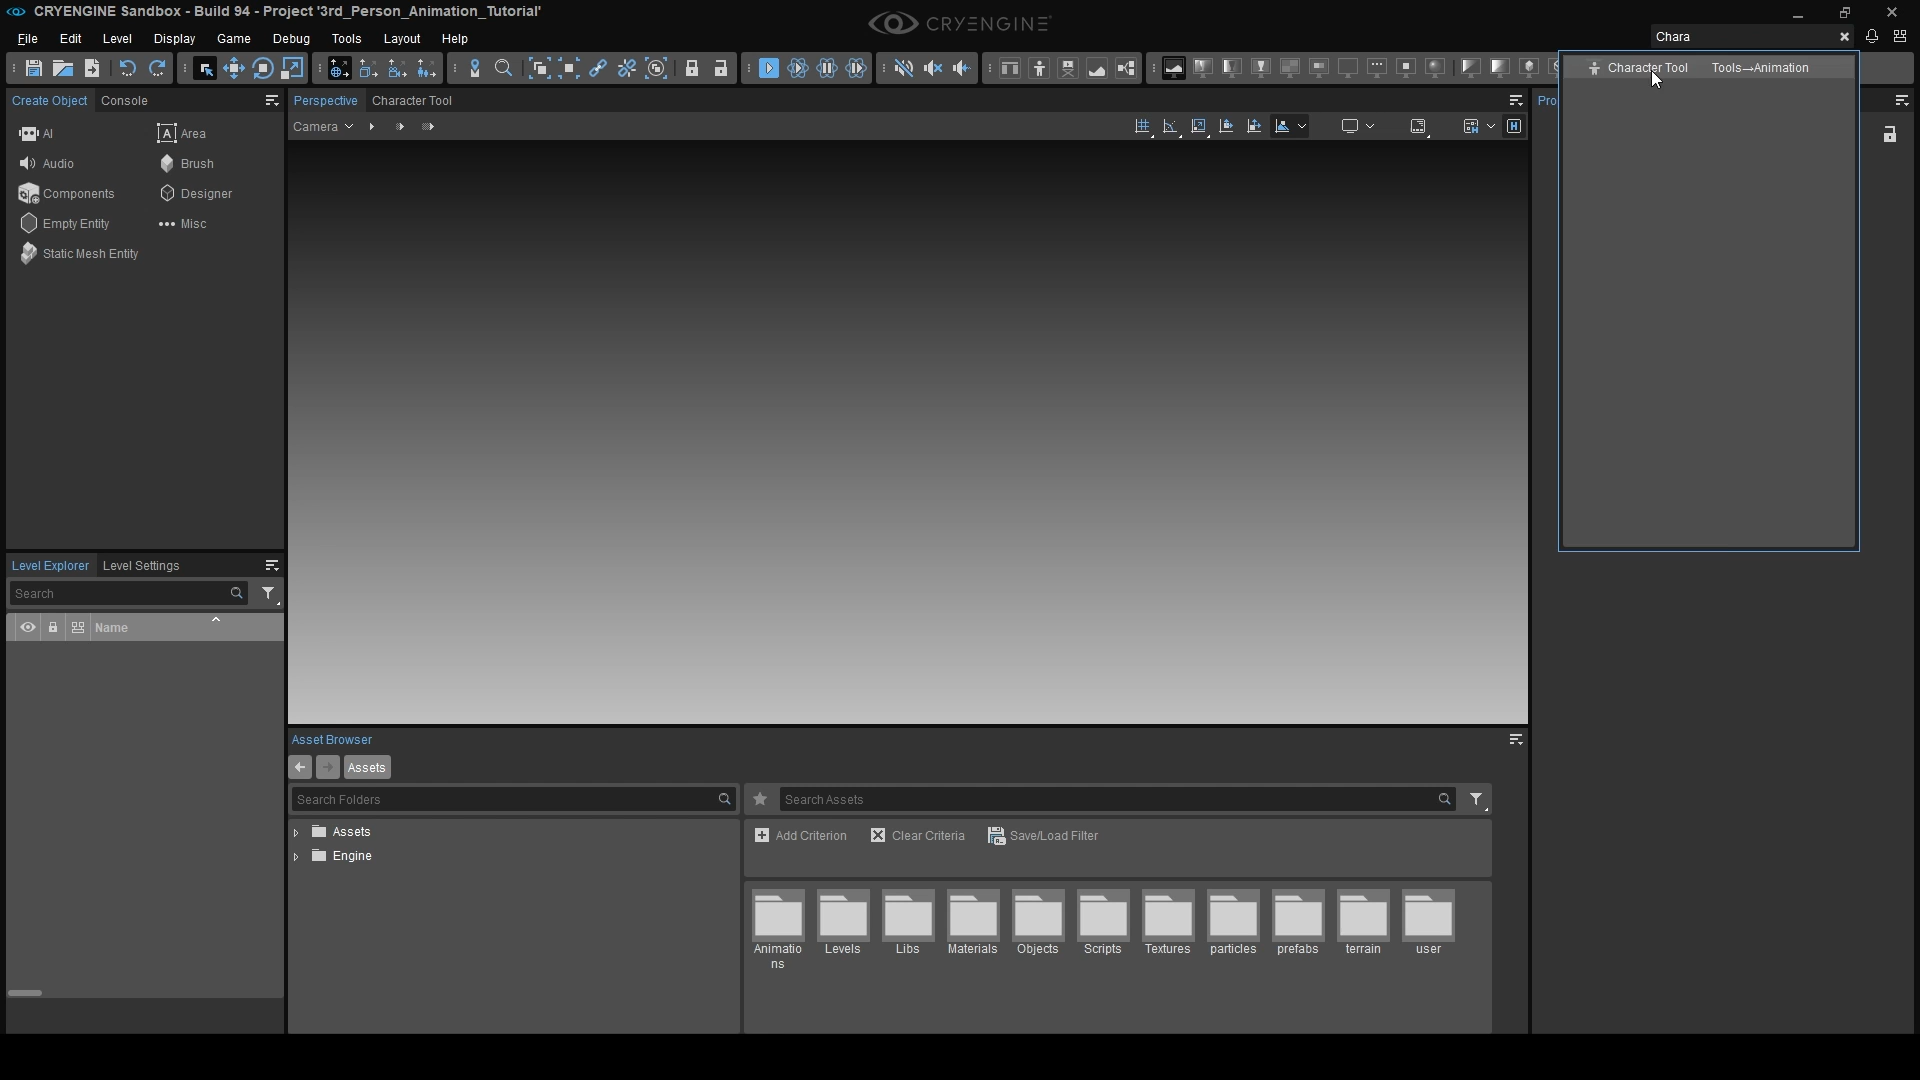 CRYENGINE Sandbox - Build 94 - Project '3rd_Person_Animation_Tutorial'
CRYENGINE
File Edit Level Display Game Debug Tools Layout Help
Chara
Character Tool Tools→Animation
Create Object Console
Perspective Character Tool
Pro
Camera
AI
Area
Audio
Brush
Components
Designer
Empty Entity
Misc
Static Mesh Entity
Level Explorer Level Settings
Search
Name
Asset Browser
Assets
Search Folders
Search Assets
Assets
Engine
Add Criterion Clear Criteria Save/Load Filter
Animatio
ns
Levels
Libs
Materials
Objects
Scripts
Textures
particles
prefabs
terrain
user